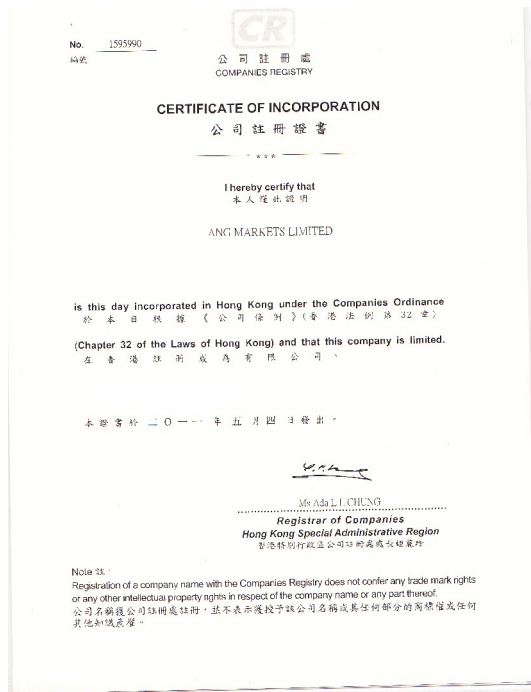 CR
No. 1595990
編號
公司註冊處
COMPANIES REGISTRY
CERTIFICATE OF INCORPORATION
公司註冊證書
* * *
I hereby certify that
本人謹此證明
ANG MARKETS LIMITED
is this day incorporated in Hong Kong under the Companies Ordinance
於本日根據《公司條例》(香港法例第32章)
(Chapter 32 of the Laws of Hong Kong) and that this company is limited.
在香港註冊成為有限公司。
本證書於二O一一年五月四日發出。
Ms Ada L L CHUNG
Registrar of Companies
Hong Kong Special Administrative Region
香港特別行政區公司註冊處處長鍾麗玲
Note 註:
Registration of a company name with the Companies Registry does not confer any trade mark rights
or any other intellectual property rights in respect of the company name or any part thereof.
公司名稱獲公司註冊處註冊,並不表示獲授予該公司名稱或其任何部分的商標權或任何
其他知識產權。